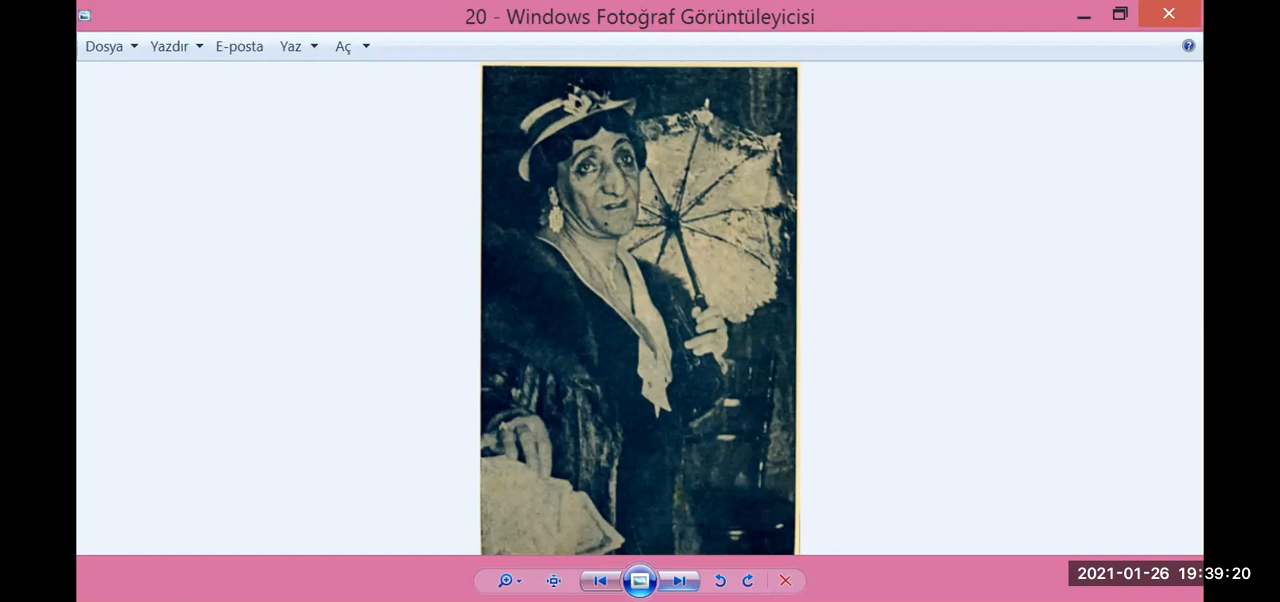 20 - Windows Fotoğraf Görüntüleyicisi
Dosya Yazdır E-posta Yaz Aç
2021-01-26 19:39:20